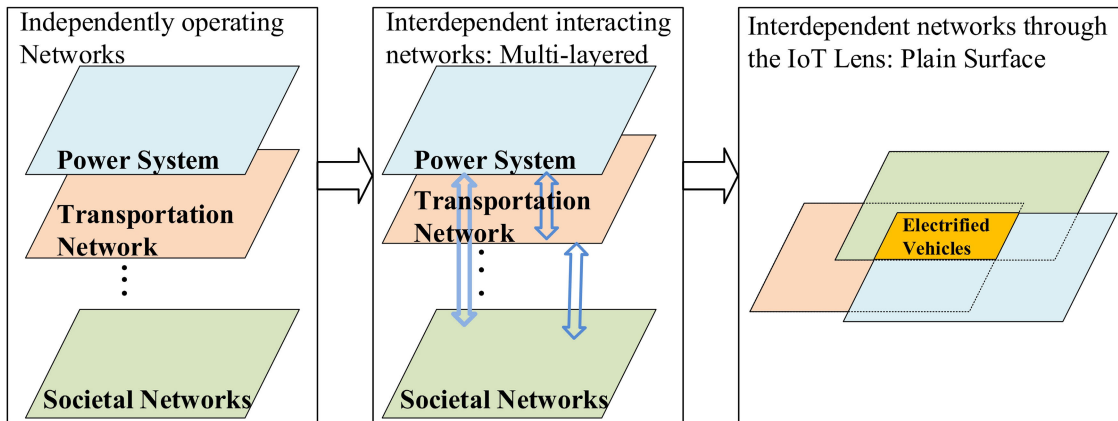 Independently operating
Networks
Power System
Transportation
Network
Societal Networks
Interdependent interacting
networks: Multi-layered
Power System
Transportation
Network
Societal Networks
Interdependent networks through
the IoT Lens: Plain Surface
Electrified
Vehicles